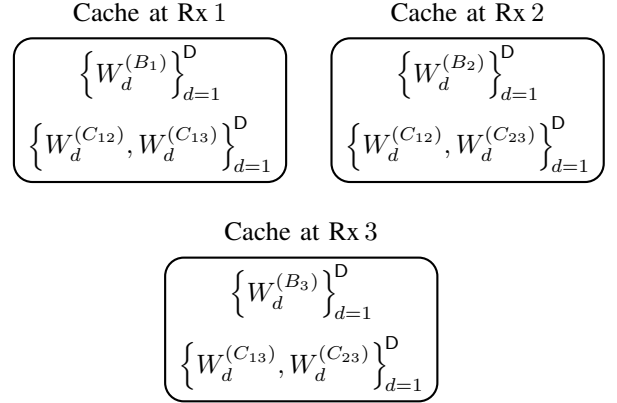 Cache at Rx 1
Cache at Rx 2
{W_d^{(B_1)}}_{d=1}^D
{W_d^{(B_2)}}_{d=1}^D
{W_d^{(C_{12})}, W_d^{(C_{13})}}_{d=1}^D
{W_d^{(C_{12})}, W_d^{(C_{23})}}_{d=1}^D
Cache at Rx 3
{W_d^{(B_3)}}_{d=1}^D
{W_d^{(C_{13})}, W_d^{(C_{23})}}_{d=1}^D